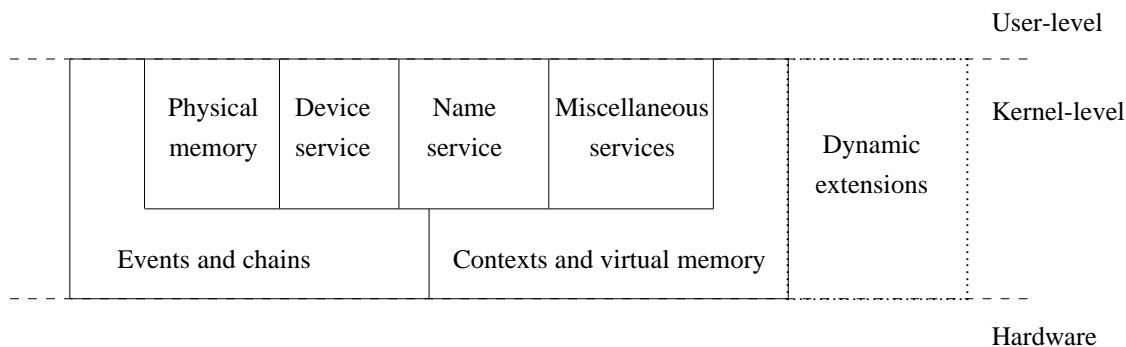 User-level
Physical
memory
Device
service
Name
service
Miscellaneous
services
Kernel-level
Dynamic
extensions
Events and chains
Contexts and virtual memory
Hardware